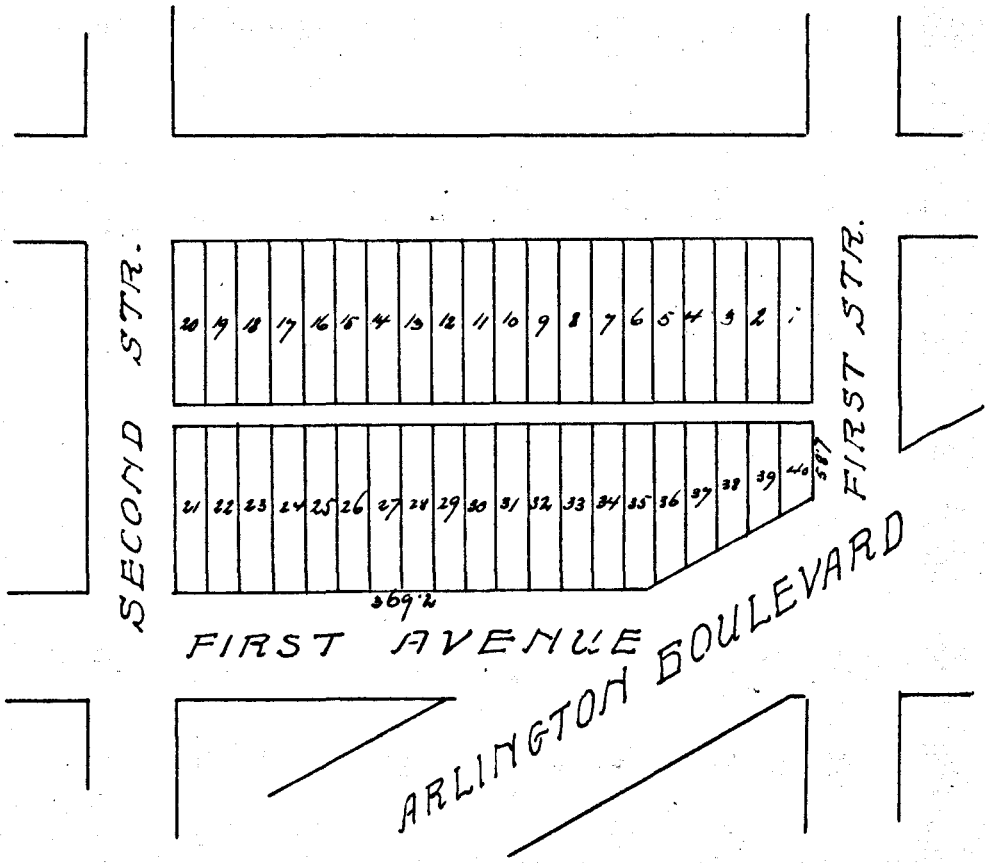 SECOND STR.
FIRST STR.
20 19 18 17 16 15 14 13 12 11 10 9 8 7 6 5 4 3 2 1
21 22 23 24 25 26 27 28 29 30 31 32 33 34 35 36 37 38 39 40
58.7
369.2
FIRST AVENUE
ARLINGTON BOULEVARD